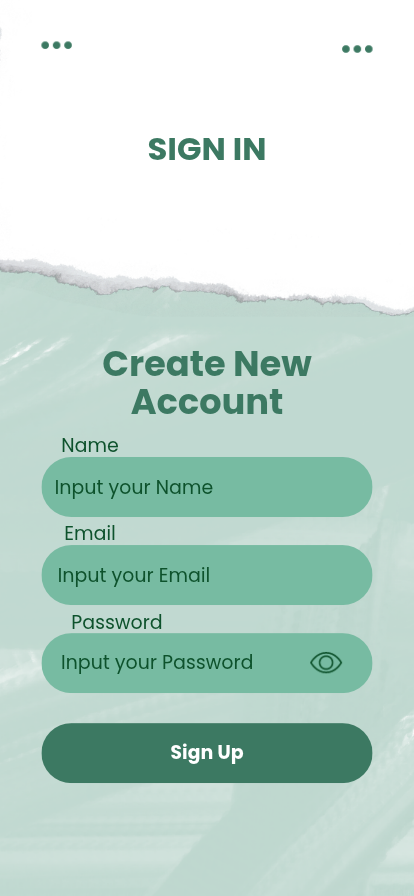 SIGN IN
Create New
Account
Name
Input your Name
Email
Input your Email
Password
Input your Password
Sign Up